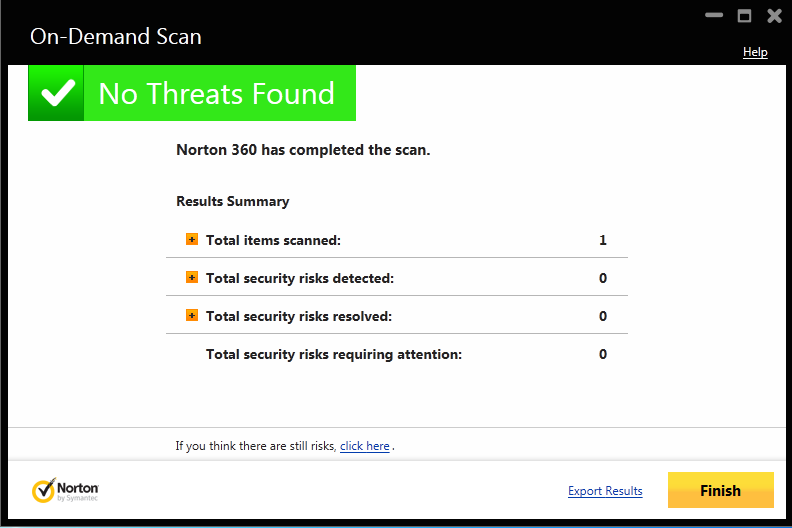 On-Demand Scan
Help
No Threats Found
Norton 360 has completed the scan.
Results Summary
Total items scanned: 1
Total security risks detected: 0
Total security risks resolved: 0
Total security risks requiring attention: 0
If you think there are still risks, click here .
Norton
by Symantec
Export Results
Finish